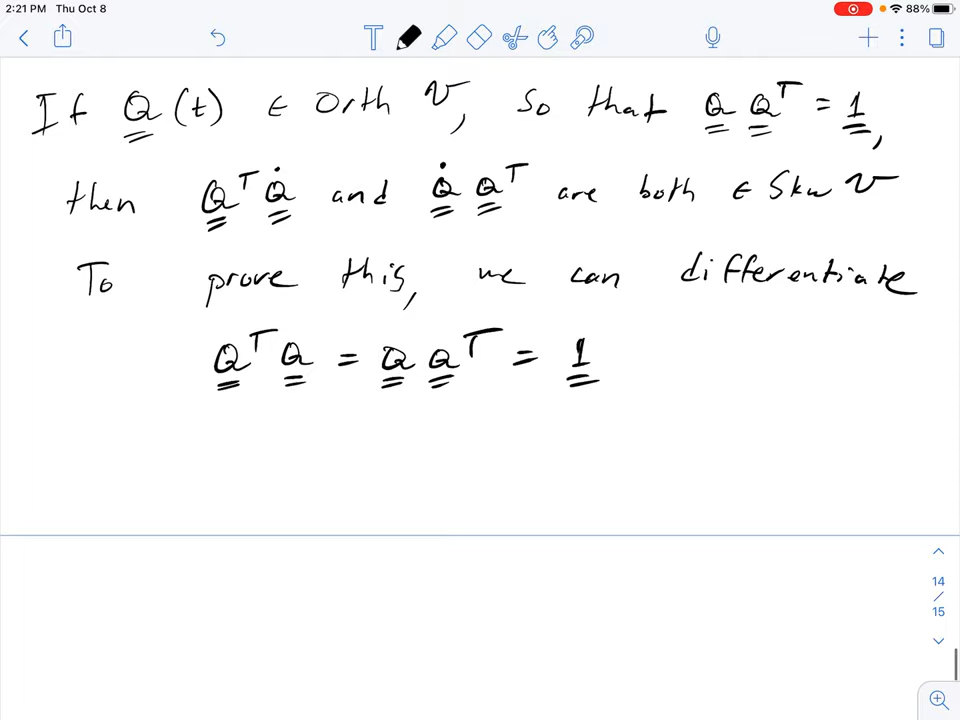 2:21 PM Thu Oct 8 88%
If Q̳(t) ∈ Orth 𝒱, so that Q̳ Q̳ᵀ = 1̳,
then Q̳ᵀ Q̳̇ and Q̳̇ Q̳ᵀ are both ∈ Skw 𝒱
To prove this, we can differentiate
Q̳ᵀ Q̳ = Q̳ Q̳ᵀ = 1̳
14
/
15